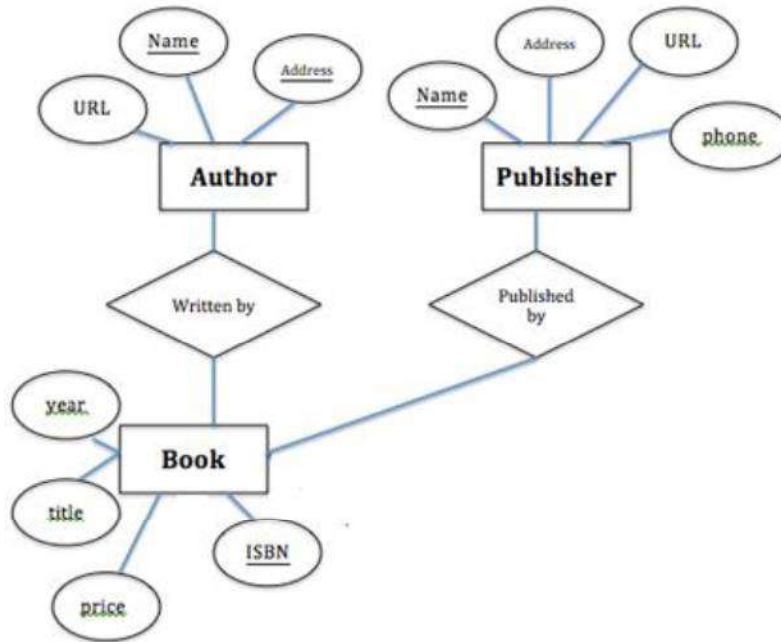 Name
Address
URL
Author
Name
Address
URL
phone
Publisher
Written by
Published
by
year
title
price
ISBN
Book